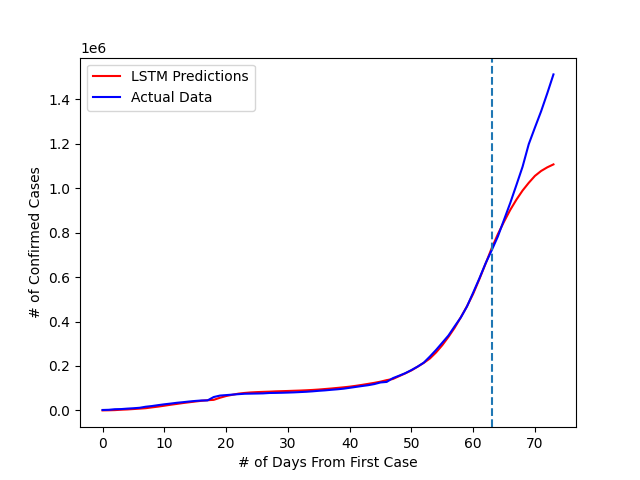 1e6
LSTM Predictions
Actual Data
1.4
1.2
1.0
0.8
0.6
0.4
0.2
0.0
# of Confirmed Cases
0 10 20 30 40 50 60 70
# of Days From First Case